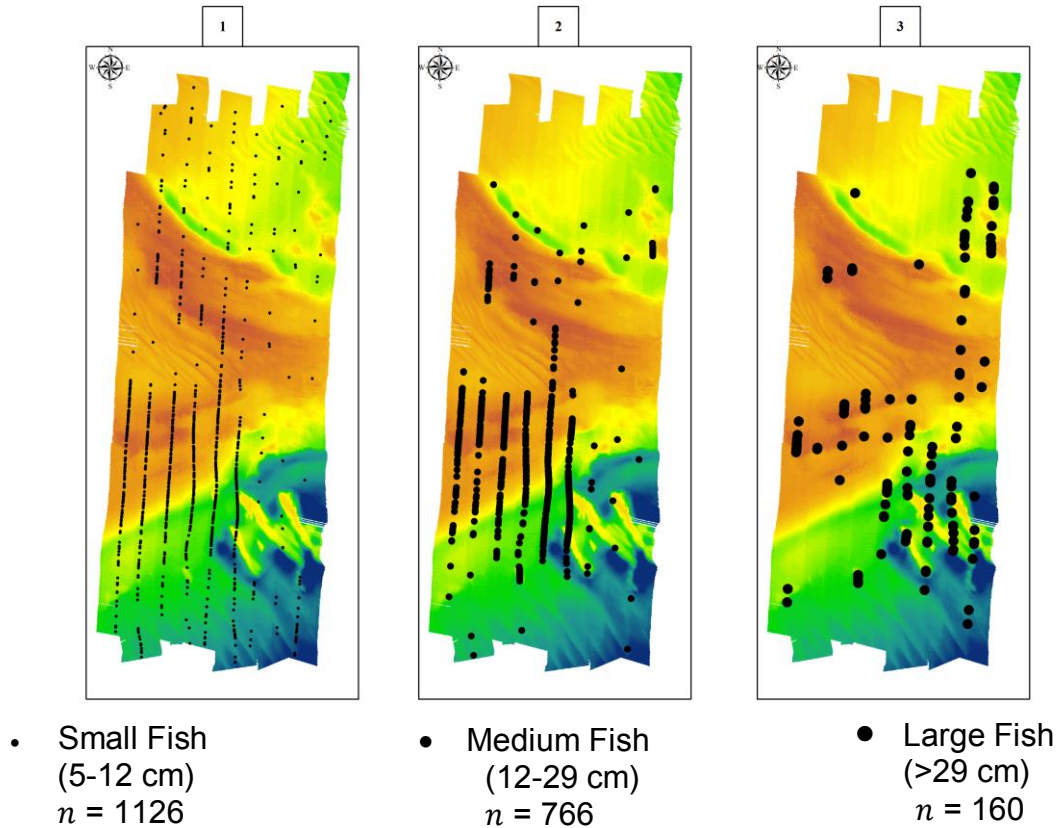 1
2
3
N
W E
S
N
W E
S
N
W E
S
Small Fish
(5-12 cm)
n = 1126
Medium Fish
(12-29 cm)
n = 766
Large Fish
(>29 cm)
n = 160